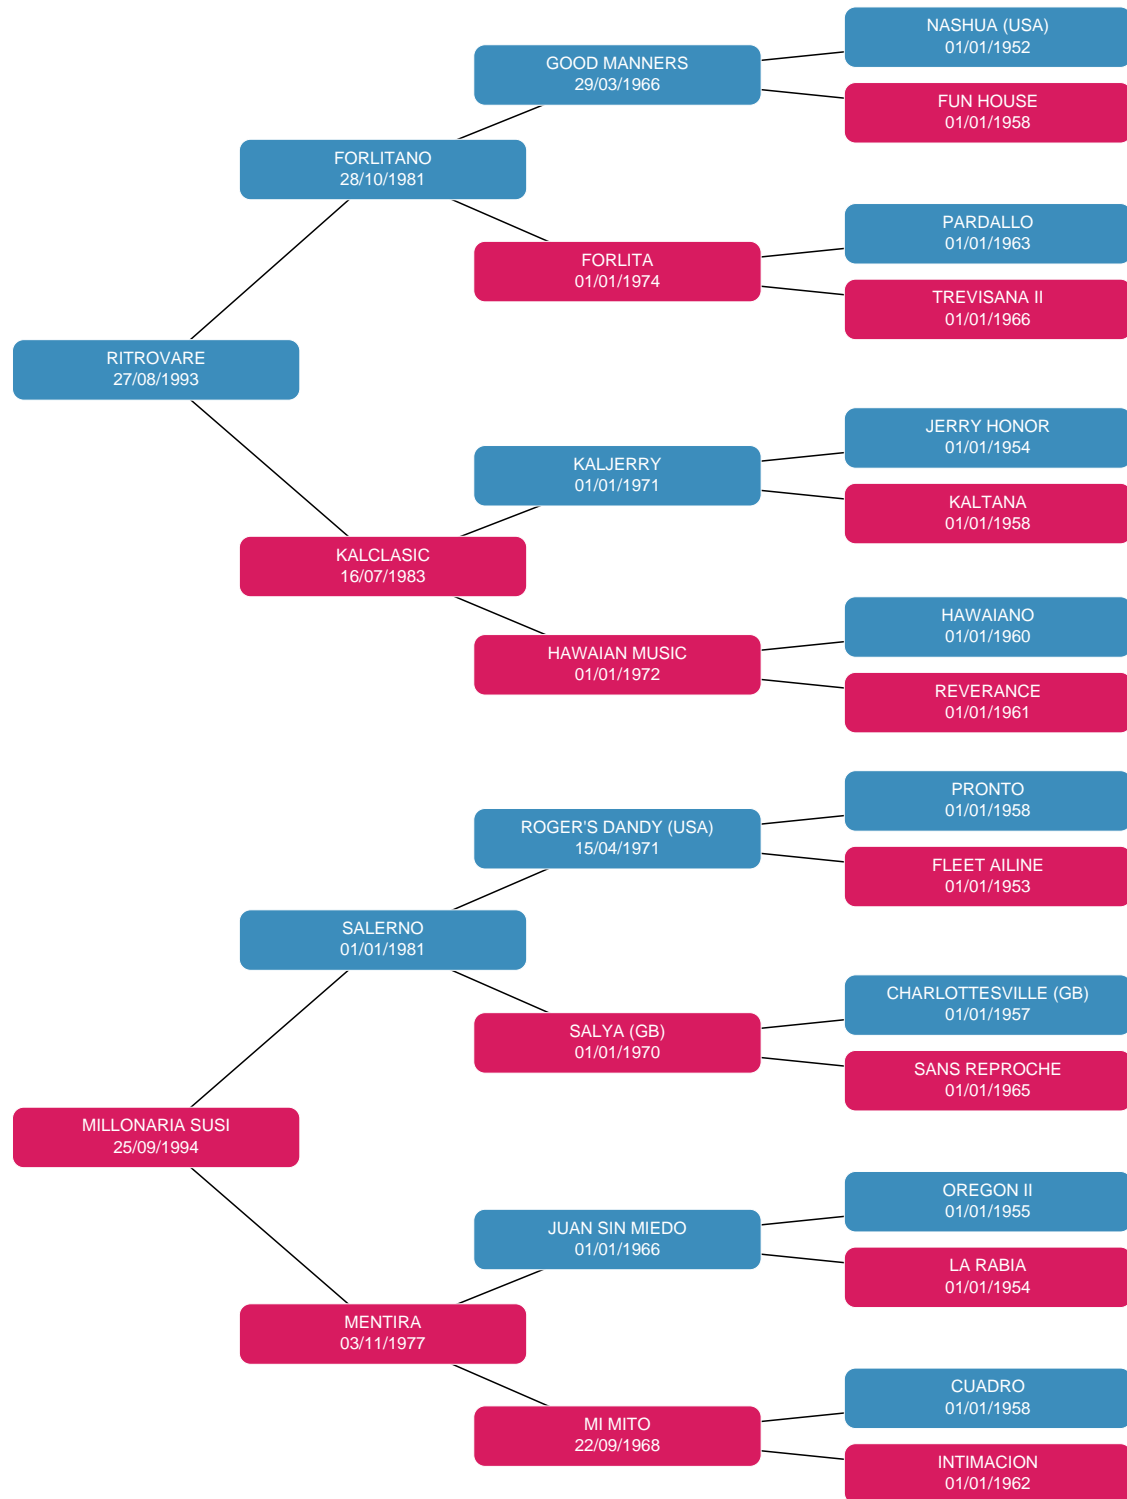 NASHUA (USA)
01/01/1952
GOOD MANNERS
29/03/1966
FUN HOUSE
01/01/1958
FORLITANO
28/10/1981
PARDALLO
01/01/1963
FORLITA
01/01/1974
TREVISANA II
01/01/1966
RITROVARE
27/08/1993
JERRY HONOR
01/01/1954
KALJERRY
01/01/1971
KALTANA
01/01/1958
KALCLASIC
16/07/1983
HAWAIANO
01/01/1960
HAWAIAN MUSIC
01/01/1972
REVERANCE
01/01/1961
PRONTO
01/01/1958
ROGER'S DANDY (USA)
15/04/1971
FLEET AILINE
01/01/1953
SALERNO
01/01/1981
CHARLOTTESVILLE (GB)
01/01/1957
SALYA (GB)
01/01/1970
SANS REPROCHE
01/01/1965
MILLONARIA SUSI
25/09/1994
OREGON II
01/01/1955
JUAN SIN MIEDO
01/01/1966
LA RABIA
01/01/1954
MENTIRA
03/11/1977
CUADRO
01/01/1958
MI MITO
22/09/1968
INTIMACION
01/01/1962